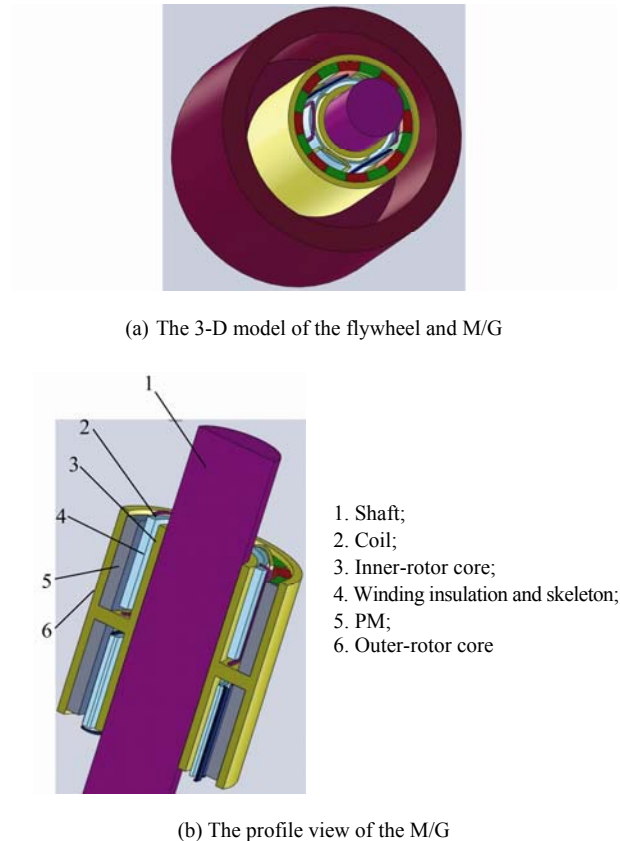 (a) The 3-D model of the flywheel and M/G
1
2
3
4
5
6
1. Shaft;
2. Coil;
3. Inner-rotor core;
4. Winding insulation and skeleton;
5. PM;
6. Outer-rotor core
(b) The profile view of the M/G